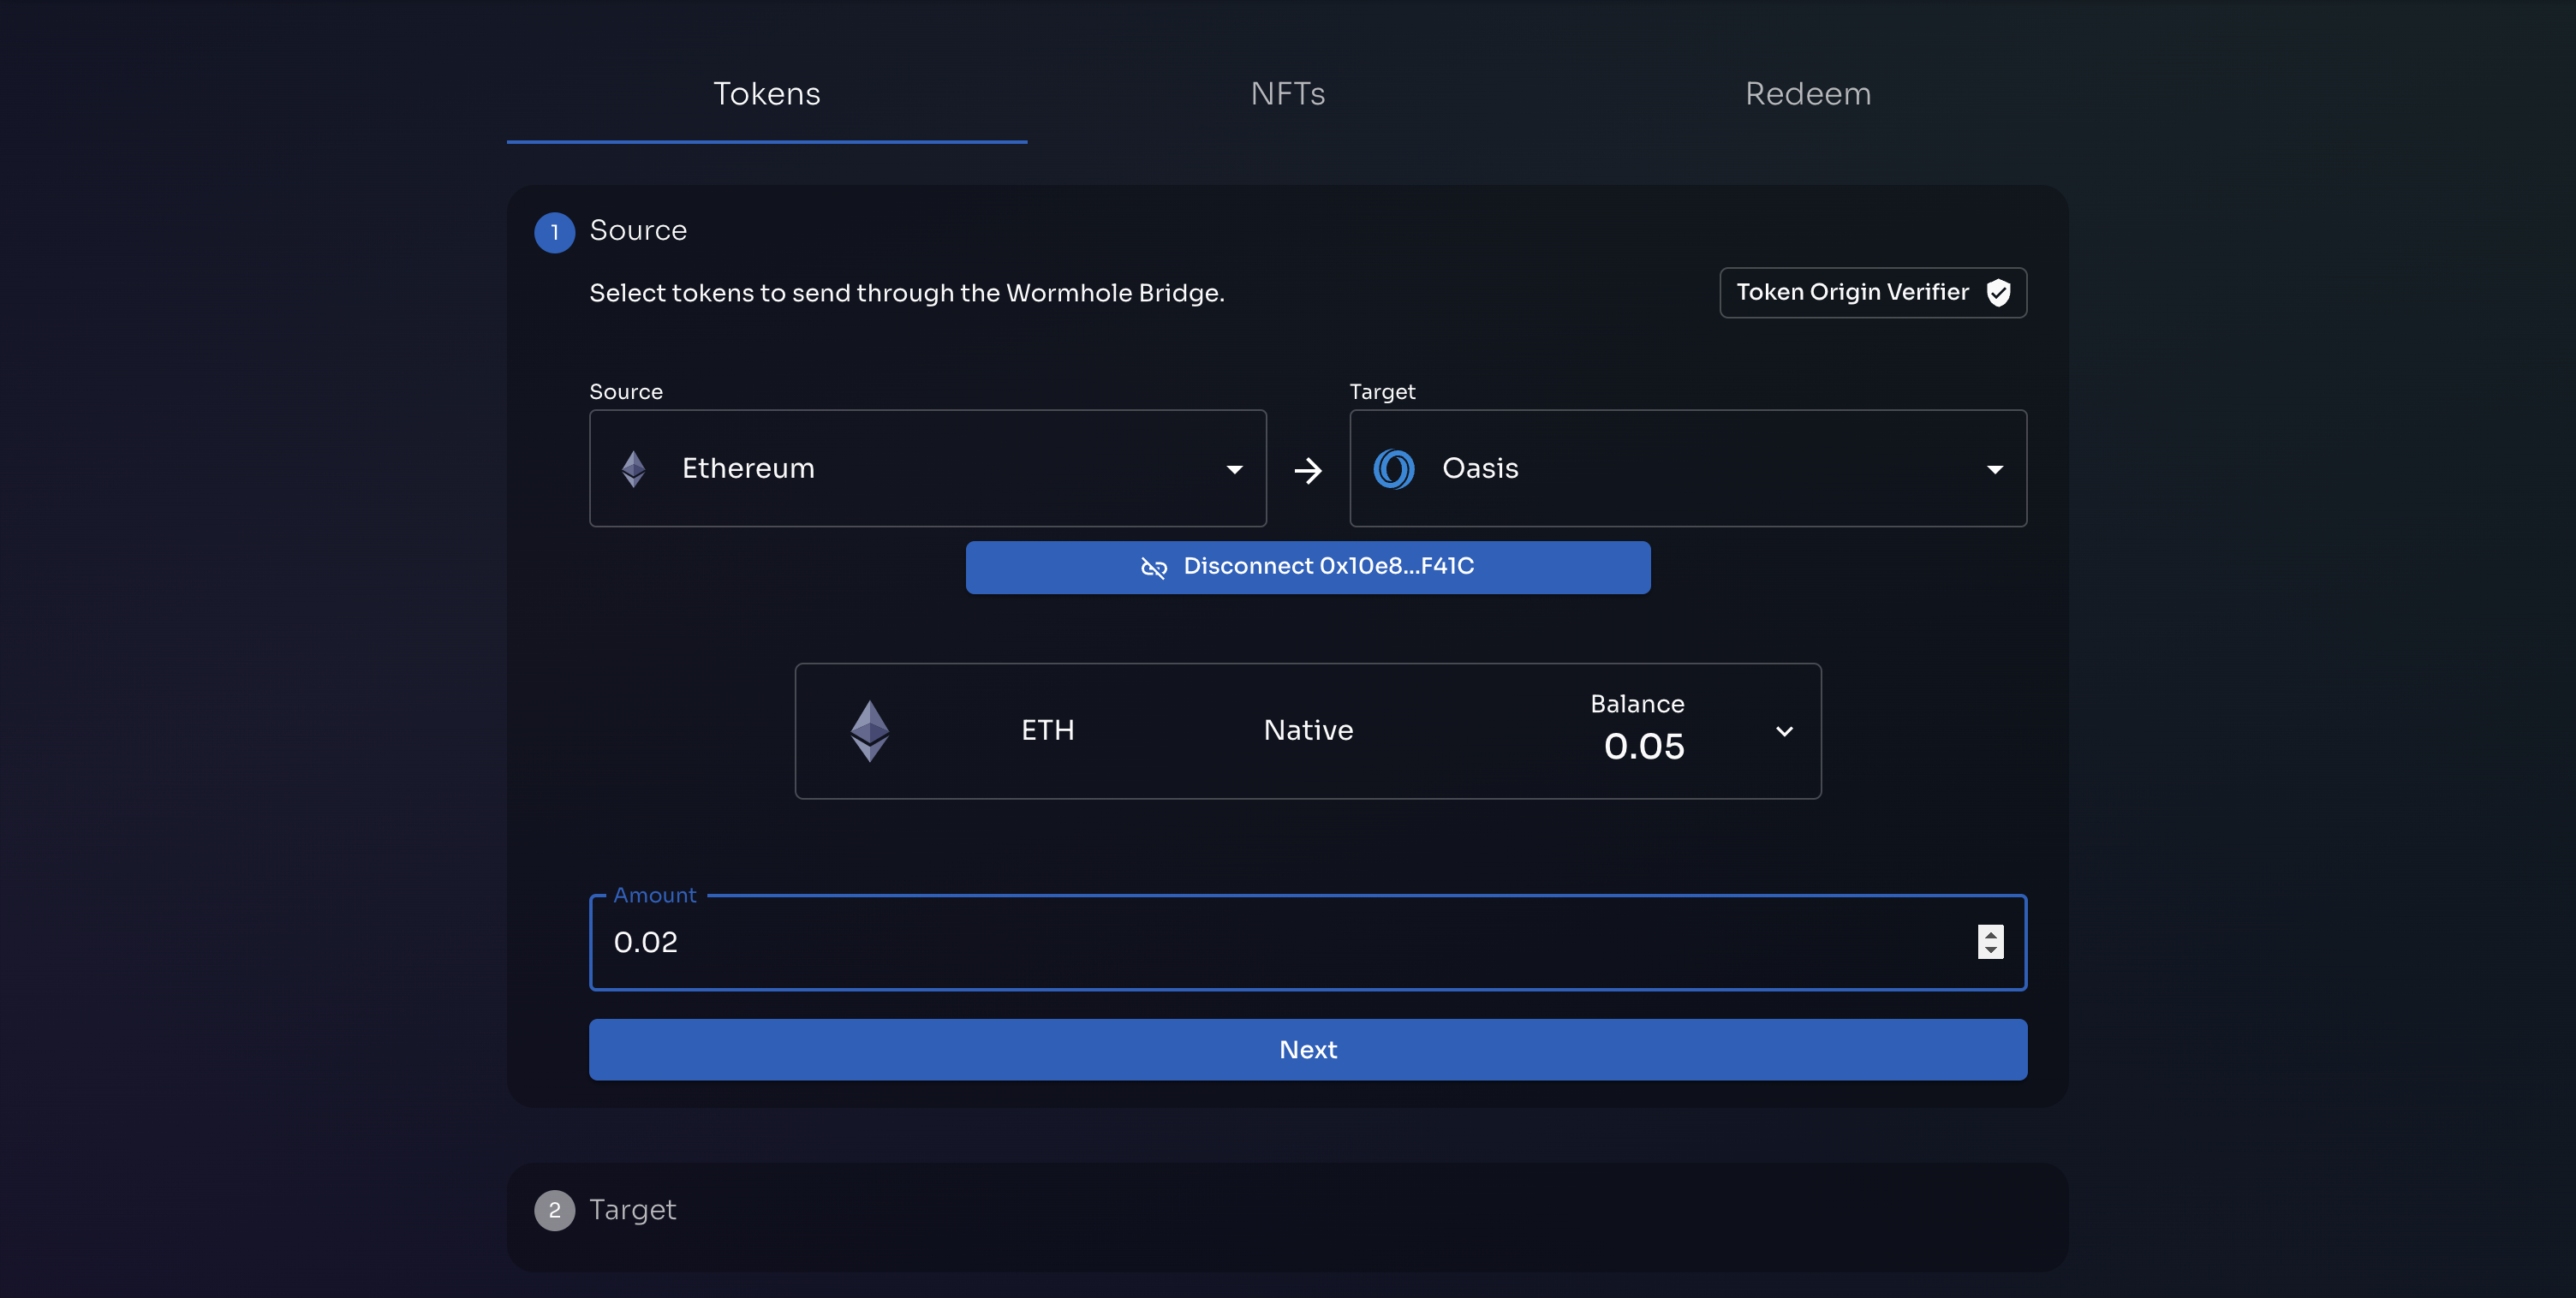 Tokens
NFTs
Redeem
1
Source
Select tokens to send through the Wormhole Bridge.
Token Origin Verifier
Source
Target
Ethereum
Oasis
Disconnect 0x10e8...F41C
ETH
Native
Balance
0.05
Amount
0.02
Next
2
Target